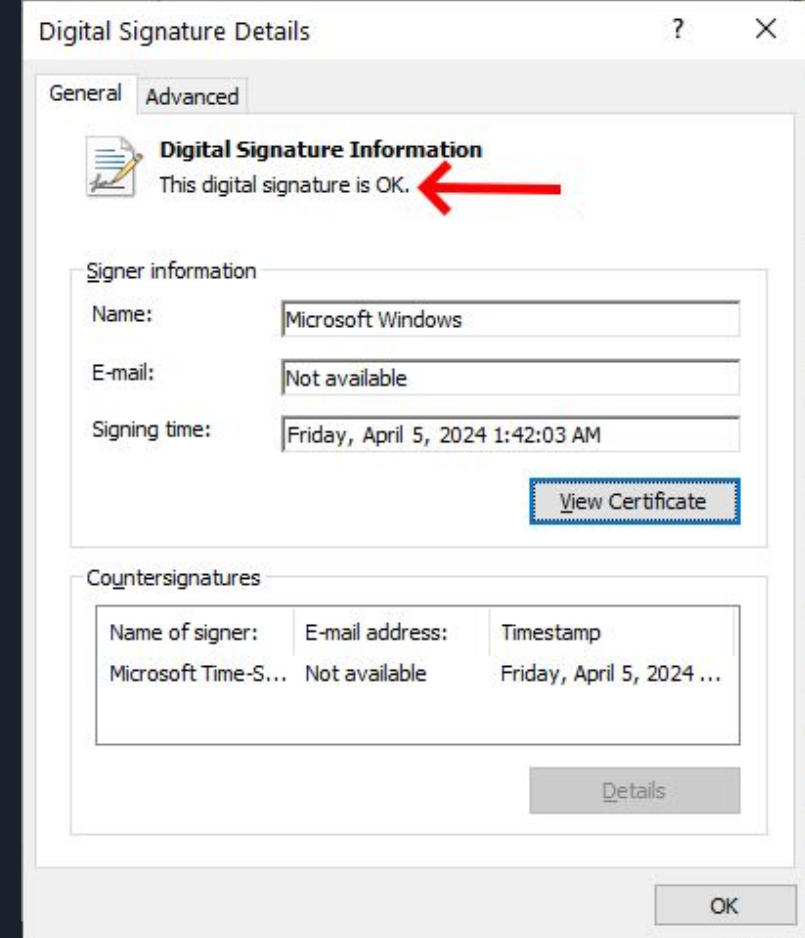 Digital Signature Details
General Advanced
Digital Signature Information
This digital signature is OK.
Signer information
Name: Microsoft Windows
E-mail: Not available
Signing time: Friday, April 5, 2024 1:42:03 AM
View Certificate
Countersignatures
Name of signer: E-mail address: Timestamp
Microsoft Time-S... Not available Friday, April 5, 2024 ...
Details
OK